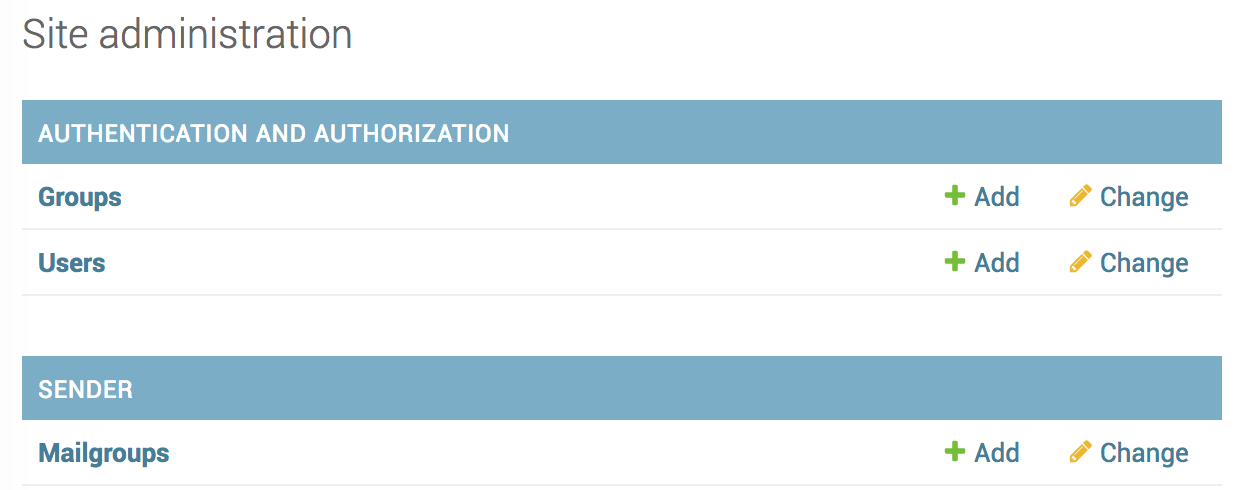 Site administration
AUTHENTICATION AND AUTHORIZATION
Groups Add Change
Users Add Change
SENDER
Mailgroups Add Change